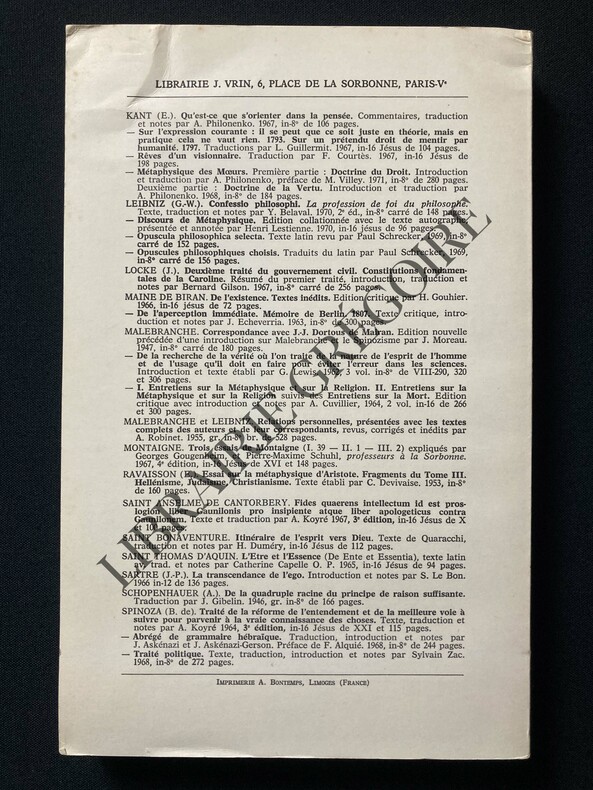 LIBRAIRIE J. VRIN, 6, PLACE DE LA SORBONNE, PARIS-Vᵉ
KANT (E.). Qu'est-ce que s'orienter dans la pensée. Commentaires, traduction
et notes par A. Philonenko. 1967, in-8° de 106 pages.
— Sur l'expression courante : il se peut que ce soit juste en théorie, mais en
pratique cela ne vaut rien. 1793. Sur un prétendu droit de mentir par
humanité. 1797. Traductions par L. Guillermit. 1967, in-16 Jésus de 104 pages.
— Rêves d'un visionnaire. Traduction par F. Courtès. 1967, in-16 Jésus de
198 pages.
— Métaphysique des Mœurs. Première partie : Doctrine du Droit. Introduction
et traduction par A. Philonenko, préface de M. Villey. 1971, in-8° de 280 pages.
Deuxième partie : Doctrine de la Vertu. Introduction et traduction par
A. Philonenko. 1968, in-8° de 184 pages.
LEIBNIZ (G.-W.). Confessio philosophi. La profession de foi du philosophe.
Texte, traduction et notes par Y. Belaval. 1970, 2ᵉ éd., in-8° carré de 148 pages.
— Discours de Métaphysique. Edition collationnée avec le texte autographe,
présentée et annotée par Henri Lestienne. 1970, in-16 jésus de 96 pages.
— Opuscula philosophica selecta. Texte latin revu par Paul Schrecker, 1969, in-8°
carré de 152 pages.
— Opuscules philosophiques choisis. Traduits du latin par Paul Schrecker, 1969,
in-8° carré de 156 pages.
LOCKE (J.). Deuxième traité du gouvernement civil. Constitutions fondamen-
tales de la Caroline. Résumé du premier traité, introduction, traduction et
notes par Bernard Gilson. 1967, in-8° carré de 256 pages.
MAINE DE BIRAN. De l'existence. Textes inédits. Edition critique par H. Gouhier.
1966, in-16 jésus de 72 pages.
— De l'aperception immédiate. Mémoire de Berlin, 1807. Texte critique, intro-
duction et notes par J. Echeverria. 1963, in-8° de 300 pages.
MALEBRANCHE. Correspondance avec J.-J. Dortous de Mairan. Edition nouvelle
précédée d'une introduction sur Malebranche et le spinozisme par J. Moreau.
1947, in-8° carré de 180 pages.
— De la recherche de la vérité où l'on traite de la nature de l'esprit de l'homme
et de l'usage qu'il doit en faire pour éviter l'erreur dans les sciences.
Introduction et texte établi par G. Lewis. 3 vol. in-8° de VIII-290, 320
et 306 pages.
— I. Entretiens sur la Métaphysique et sur la Religion. II. Entretiens sur la
Métaphysique et sur la Religion suivis des Entretiens sur la Mort. Edition
critique avec introduction et notes par A. Cuvillier, 1964, 2 vol. in-16 de 266
et 300 pages.
MALEBRANCHE et LEIBNIZ. Relations personnelles, présentées avec les textes
complets des auteurs et de leurs correspondants, revus, corrigés et inédits par
A. Robinet. 1955, gr. in-8° de 528 pages.
MONTAIGNE. Trois essais de Montaigne (I. 39 — II. 1 — III. 2) expliqués par
Georges Gougenheim et Pierre-Maxime Schuhl, professeurs à la Sorbonne.
1967, 4ᵉ édition, in-16 Jésus de XVI et 148 pages.
RAVAISSON (F.). Essai sur la métaphysique d'Aristote. Fragments du Tome III.
Hellénisme, Judaïsme, Christianisme. Texte établi par C. Devivaise. 1953, in-8°
de 160 pages.
SAINT ANSELME DE CANTORBERY. Fides quaerens intellectum id est pros-
logion, liber Gaunilonis pro insipiente atque liber apologeticus contra
Gaunilonem. Texte et traduction par A. Koyré 1967, 3ᵉ édition, in-16 Jésus de X
pages.
SAINT BONAVENTURE. Itinéraire de l'esprit vers Dieu. Texte de Quaracchi,
traduction et notes par H. Duméry, in-16 Jésus de 112 pages.
SAINT THOMAS D'AQUIN. L'Etre et l'Essence (De Ente et Essentia), texte latin
trad. et notes par Catherine Capelle O. P. 1965, in-16 Jésus de 94 pages.
SARTRE (J.-P.). La transcendance de l'ego. Introduction et notes par S. Le Bon.
1966 in-12 de 136 pages.
SCHOPENHAUER (A.). De la quadruple racine du principe de raison suffisante.
Traduction par J. Gibelin. 1946, gr. in-8° de 166 pages.
SPINOZA (B. de). Traité de la réforme de l'entendement et de la meilleure voie à
suivre pour parvenir à la vraie connaissance des choses. Texte, traduction et
notes par A. Koyré 1964, 3ᵉ édition, in-16 Jésus de XXI et 115 pages.
— Abrégé de grammaire hébraïque. Traduction, introduction et notes par
J. Askénazi et J. Askénazi-Gerson. Préface de F. Alquié. 1968, in-8° de 244 pages.
— Traité politique. Texte, traduction, introduction et notes par Sylvain Zac.
1968, in-8° de 272 pages.
IMPRIMERIE A. BONTEMPS, LIMOGES (FRANCE)
LIBRAIRIE GRÉGOIRE